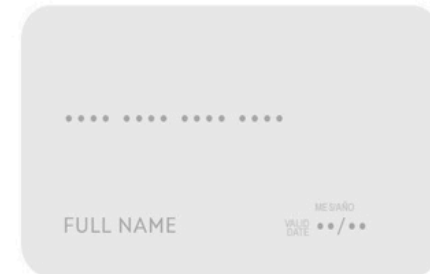 •••• •••• •••• ••••
MES/AÑO
FULL NAME VALID DATE ••/••